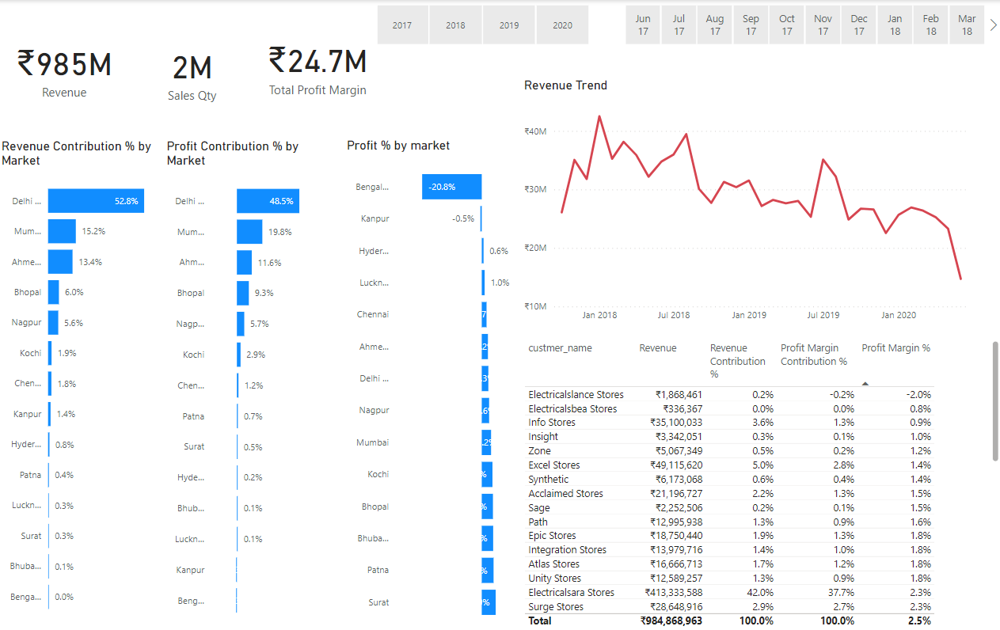 2017 2018 2019 2020
Jun 17 Jul 17 Aug 17 Sep 17 Oct 17 Nov 17 Dec 17 Jan 18 Feb 18 Mar 18
₹985M
Revenue
2M
Sales Qty
₹24.7M
Total Profit Margin
Revenue Contribution % by
Market
Delhi ... 52.8%
Mum... 15.2%
Ahme... 13.4%
Bhopal 6.0%
Nagpur 5.6%
Kochi 1.9%
Chen... 1.8%
Kanpur 1.4%
Hyder... 0.8%
Patna 0.4%
Luckn... 0.3%
Surat 0.3%
Bhuba... 0.1%
Benga... 0.0%
Profit Contribution % by
Market
Delhi ... 48.5%
Mum... 19.8%
Ahm... 11.6%
Bhopal 9.3%
Nagp... 5.7%
Kochi 2.9%
Chen... 1.2%
Patna 0.7%
Surat 0.5%
Hyde... 0.2%
Bhub... 0.1%
Luckn... 0.1%
Kanpur
Beng...
Profit % by market
Bengal... -20.8%
Kanpur -0.5%
Hyder... 0.6%
Luckn... 1.0%
Chennai
Ahme...
Delhi ...
Nagpur
Mumbai
Kochi %
Bhopal %
Bhuba... %
Patna %
Surat %
Revenue Trend
₹40M
₹30M
₹20M
₹10M
Jan 2018 Jul 2018 Jan 2019 Jul 2019 Jan 2020
custmer_name Revenue Revenue Contribution % Profit Margin Contribution % Profit Margin %
Electricalslance Stores ₹1,868,461 0.2% -0.2% -2.0%
Electricalsbea Stores ₹336,367 0.0% 0.0% 0.8%
Info Stores ₹35,100,033 3.6% 1.3% 0.9%
Insight ₹3,342,051 0.3% 0.1% 1.0%
Zone ₹5,067,349 0.5% 0.2% 1.2%
Excel Stores ₹49,115,620 5.0% 2.8% 1.4%
Synthetic ₹6,173,068 0.6% 0.4% 1.4%
Acclaimed Stores ₹21,196,727 2.2% 1.3% 1.5%
Sage ₹2,252,506 0.2% 0.1% 1.5%
Path ₹12,995,938 1.3% 0.9% 1.6%
Epic Stores ₹18,750,440 1.9% 1.3% 1.8%
Integration Stores ₹13,979,716 1.4% 1.0% 1.8%
Atlas Stores ₹16,666,713 1.7% 1.2% 1.8%
Unity Stores ₹12,589,257 1.3% 0.9% 1.8%
Electricalsara Stores ₹413,333,588 42.0% 37.7% 2.3%
Surge Stores ₹28,648,916 2.9% 2.7% 2.3%
Total ₹984,868,963 100.0% 100.0% 2.5%